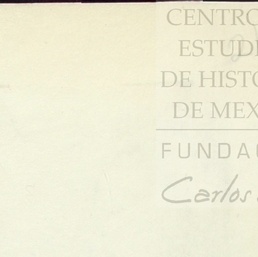 CENTRO
ESTUDI
DE HISTO
DE MEX
FUNDAC
Carlos